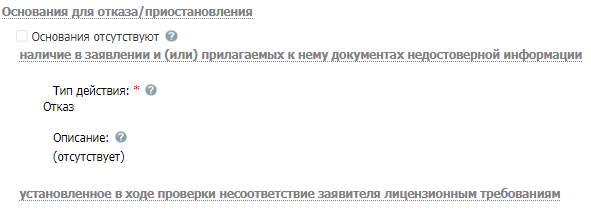 Основания для отказа/приостановления
Основания отсутствуют
наличие в заявлении и (или) прилагаемых к нему документах недостоверной информации
Тип действия: *
Отказ
Описание:
(отсутствует)
установленное в ходе проверки несоответствие заявителя лицензионным требованиям